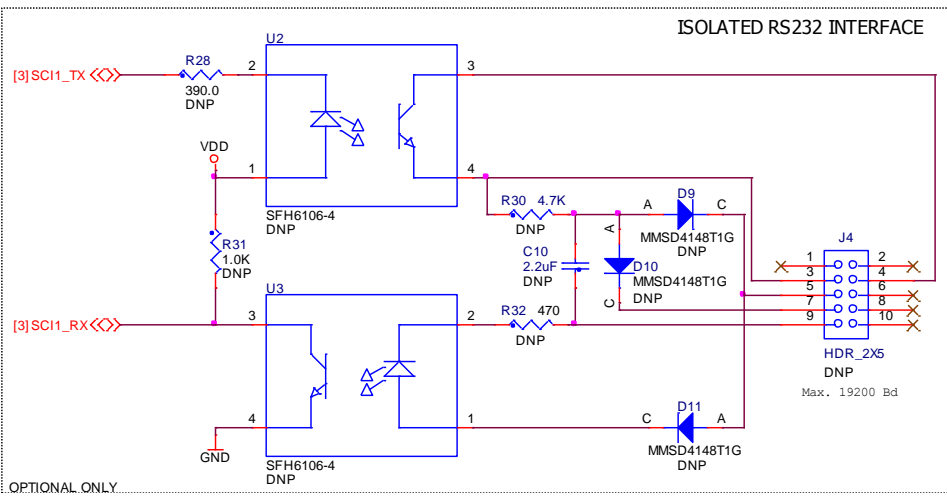 ISOLATED RS232 INTERFACE
U2
[3] SCI1_TX
R28
390.0
DNP
2
3
VDD
1
4
SFH6106-4
DNP
R30 4.7K
DNP
D9
A
C
MMSD4148T1G
DNP
R31
1.0K
DNP
C10
2.2uF
DNP
A
D10
MMSD4148T1G
DNP
C
J4
1
2
3
4
5
6
7
8
9
10
HDR_2X5
DNP
Max. 19200 Bd
U3
[3] SCI1_RX
3
2
R32 470
DNP
4
1
GND
SFH6106-4
DNP
C
D11
A
MMSD4148T1G
DNP
OPTIONAL ONLY